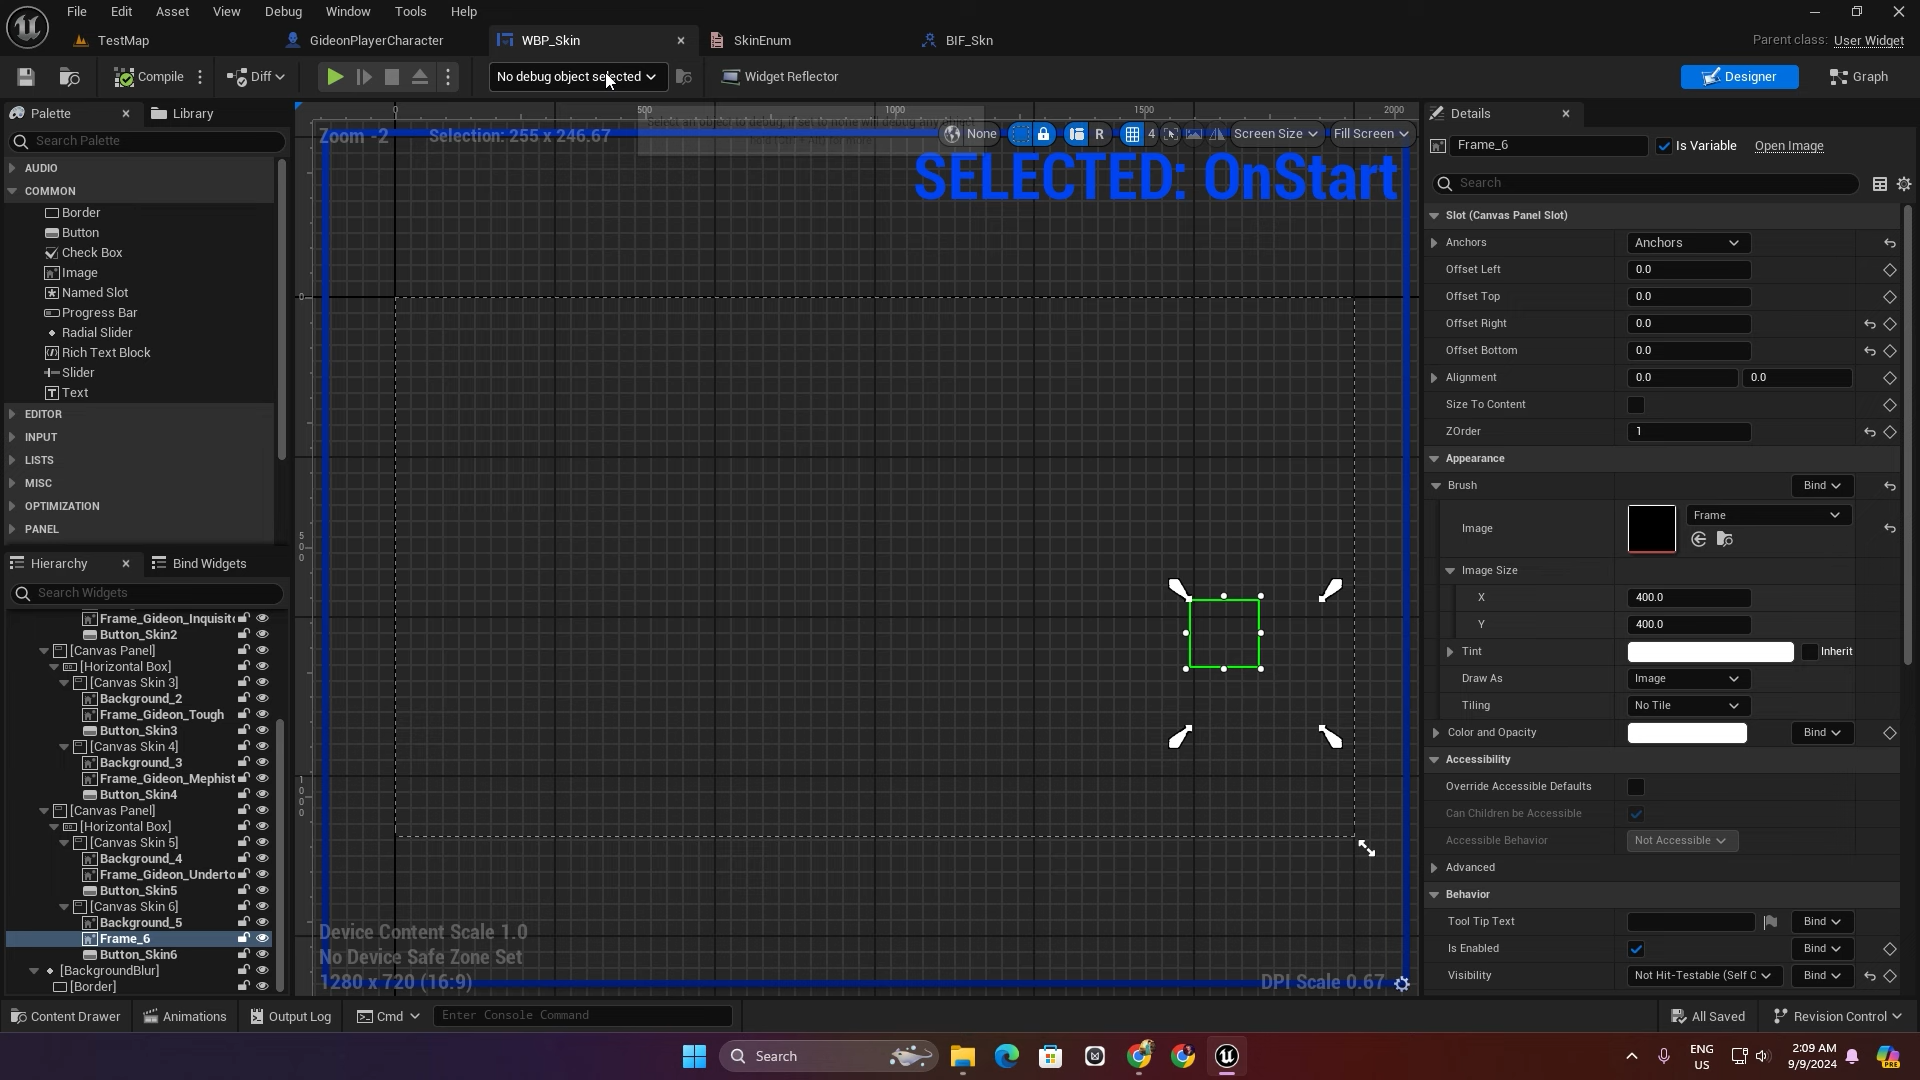 File Edit Asset View Debug Window Tools Help
TestMap GideonPlayerCharacter WBP_Skin SkinEnum BIF_Skn Parent class: User Widget
Compile Diff No debug object selected Widget Reflector Designer Graph
Palette Library
Search Palette
AUDIO
COMMON
Border
Button
Check Box
Image
Named Slot
Progress Bar
Radial Slider
Rich Text Block
Slider
Text
EDITOR
INPUT
LISTS
MISC
OPTIMIZATION
PANEL
Hierarchy Bind Widgets
Search Widgets
Frame_Gideon_Inquisit
Button_Skin2
[Canvas Panel]
[Horizontal Box]
[Canvas Skin 3]
Background_2
Frame_Gideon_Tough
Button_Skin3
[Canvas Skin 4]
Background_3
Frame_Gideon_Mephist
Button_Skin4
[Canvas Panel]
[Horizontal Box]
[Canvas Skin 5]
Background_4
Frame_Gideon_Underto
Button_Skin5
[Canvas Skin 6]
Background_5
Frame_6
Button_Skin6
[BackgroundBlur]
[Border]
0 500 1000 1500 2000
Zoom -2 Selection: 255 x 246.67 None R 4 Screen Size Fill Screen
SELECTED: OnStart
0
500
1000
Device Content Scale 1.0
No Device Safe Zone Set
1280 x 720 (16:9) DPI Scale 0.67
Details
Frame_6 Is Variable Open Image
Search
Slot (Canvas Panel Slot)
Anchors Anchors
Offset Left 0.0
Offset Top 0.0
Offset Right 0.0
Offset Bottom 0.0
Alignment 0.0 0.0
Size To Content
ZOrder 1
Appearance
Brush Bind
Image Frame
Image Size
X 400.0
Y 400.0
Tint Inherit
Draw As Image
Tiling No Tile
Color and Opacity Bind
Accessibility
Override Accessible Defaults
Can Children be Accessible
Accessible Behavior Not Accessible
Advanced
Behavior
Tool Tip Text Bind
Is Enabled Bind
Visibility Not Hit-Testable (Self C Bind
Content Drawer Animations Output Log Cmd Enter Console Command All Saved Revision Control
Search ENG US 2:09 AM 9/9/2024 PRE